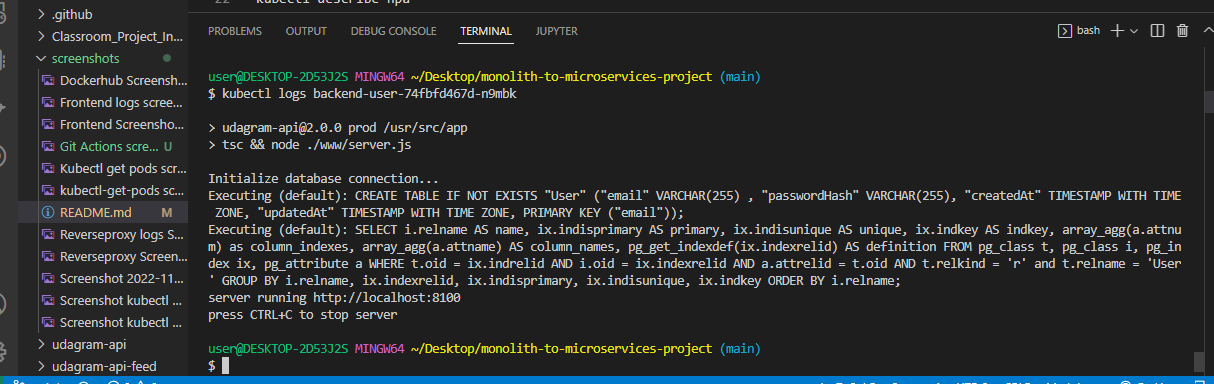 22 kubectl describe hpa
PROBLEMS OUTPUT DEBUG CONSOLE TERMINAL JUPYTER
bash
.github
Classroom_Project_In...
screenshots
Dockerhub Screensh...
Frontend logs scree...
Frontend Screensho...
Git Actions scre... U
Kubectl get pods scr...
kubectl-get-pods sc...
README.md M
Reverseproxy logs S...
Reverseproxy Screen...
Screenshot 2022-11...
Screenshot kubectl ...
Screenshot kubectl ...
udagram-api
udagram-api-feed
user@DESKTOP-2D53J2S MINGW64 ~/Desktop/monolith-to-microservices-project (main)
$ kubectl logs backend-user-74fbfd467d-n9mbk
> udagram-api@2.0.0 prod /usr/src/app
> tsc && node ./www/server.js
Initialize database connection...
Executing (default): CREATE TABLE IF NOT EXISTS "User" ("email" VARCHAR(255) , "passwordHash" VARCHAR(255), "createdAt" TIMESTAMP WITH TIME
ZONE, "updatedAt" TIMESTAMP WITH TIME ZONE, PRIMARY KEY ("email"));
Executing (default): SELECT i.relname AS name, ix.indisprimary AS primary, ix.indisunique AS unique, ix.indkey AS indkey, array_agg(a.attnu
m) as column_indexes, array_agg(a.attname) AS column_names, pg_get_indexdef(ix.indexrelid) AS definition FROM pg_class t, pg_class i, pg_in
dex ix, pg_attribute a WHERE t.oid = ix.indrelid AND i.oid = ix.indexrelid AND a.attrelid = t.oid AND t.relkind = 'r' and t.relname = 'User
' GROUP BY i.relname, ix.indexrelid, ix.indisprimary, ix.indisunique, ix.indkey ORDER BY i.relname;
server running http://localhost:8100
press CTRL+C to stop server
user@DESKTOP-2D53J2S MINGW64 ~/Desktop/monolith-to-microservices-project (main)
$